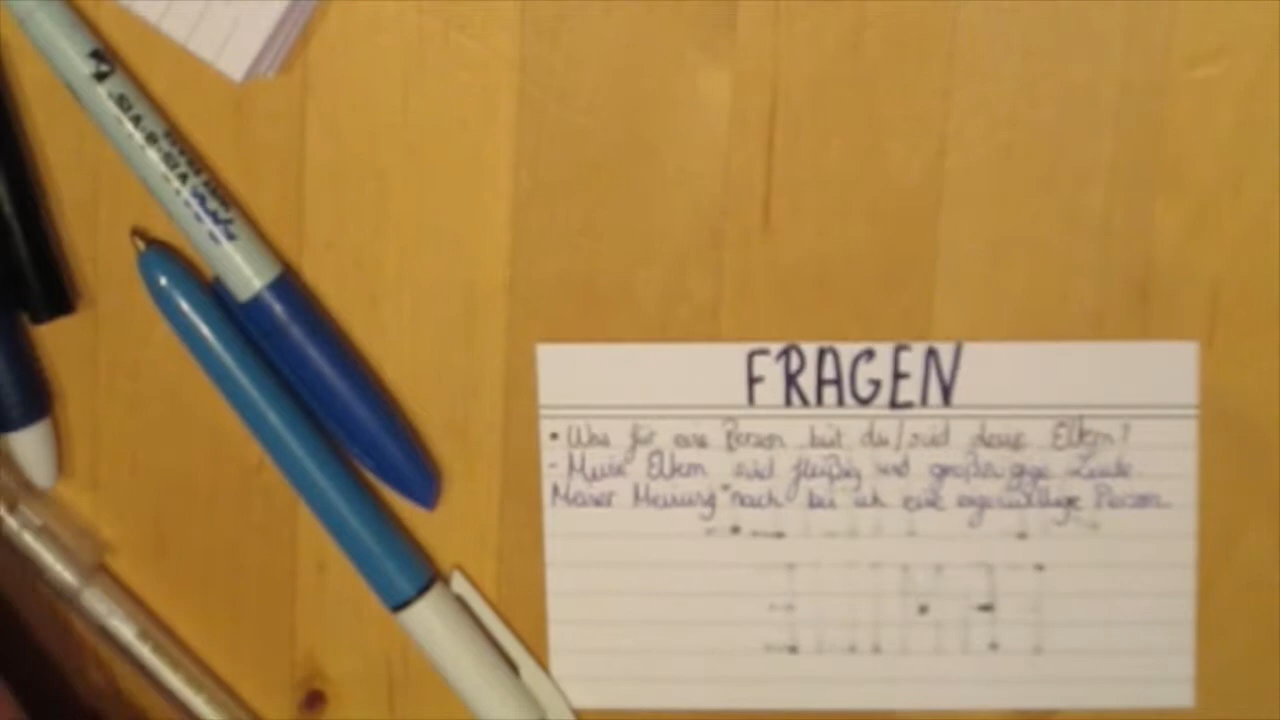 FRAGEN
• Was für eine Person bist du/sind deine Eltern?
- Meine Eltern sind fleißig und großzügige Leute.
Meiner Meinung nach bin ich eine eigenwillige Person.